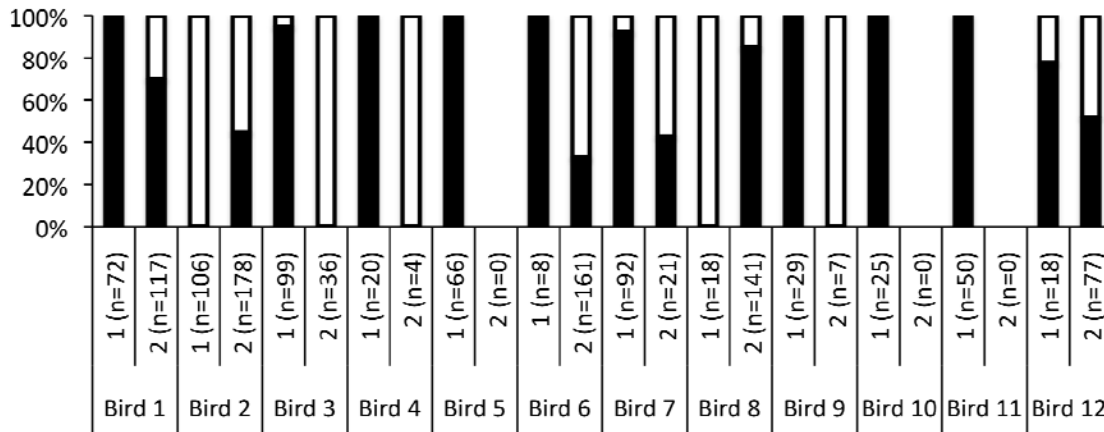 100%
80%
60%
40%
20%
0%
1 (n=72)
2 (n=117)
1 (n=106)
2 (n=178)
1 (n=99)
2 (n=36)
1 (n=20)
2 (n=4)
1 (n=66)
2 (n=0)
1 (n=8)
2 (n=161)
1 (n=92)
2 (n=21)
1 (n=18)
2 (n=141)
1 (n=29)
2 (n=7)
1 (n=25)
2 (n=0)
1 (n=50)
2 (n=0)
1 (n=18)
2 (n=77)
Bird 1
Bird 2
Bird 3
Bird 4
Bird 5
Bird 6
Bird 7
Bird 8
Bird 9
Bird 10
Bird 11
Bird 12